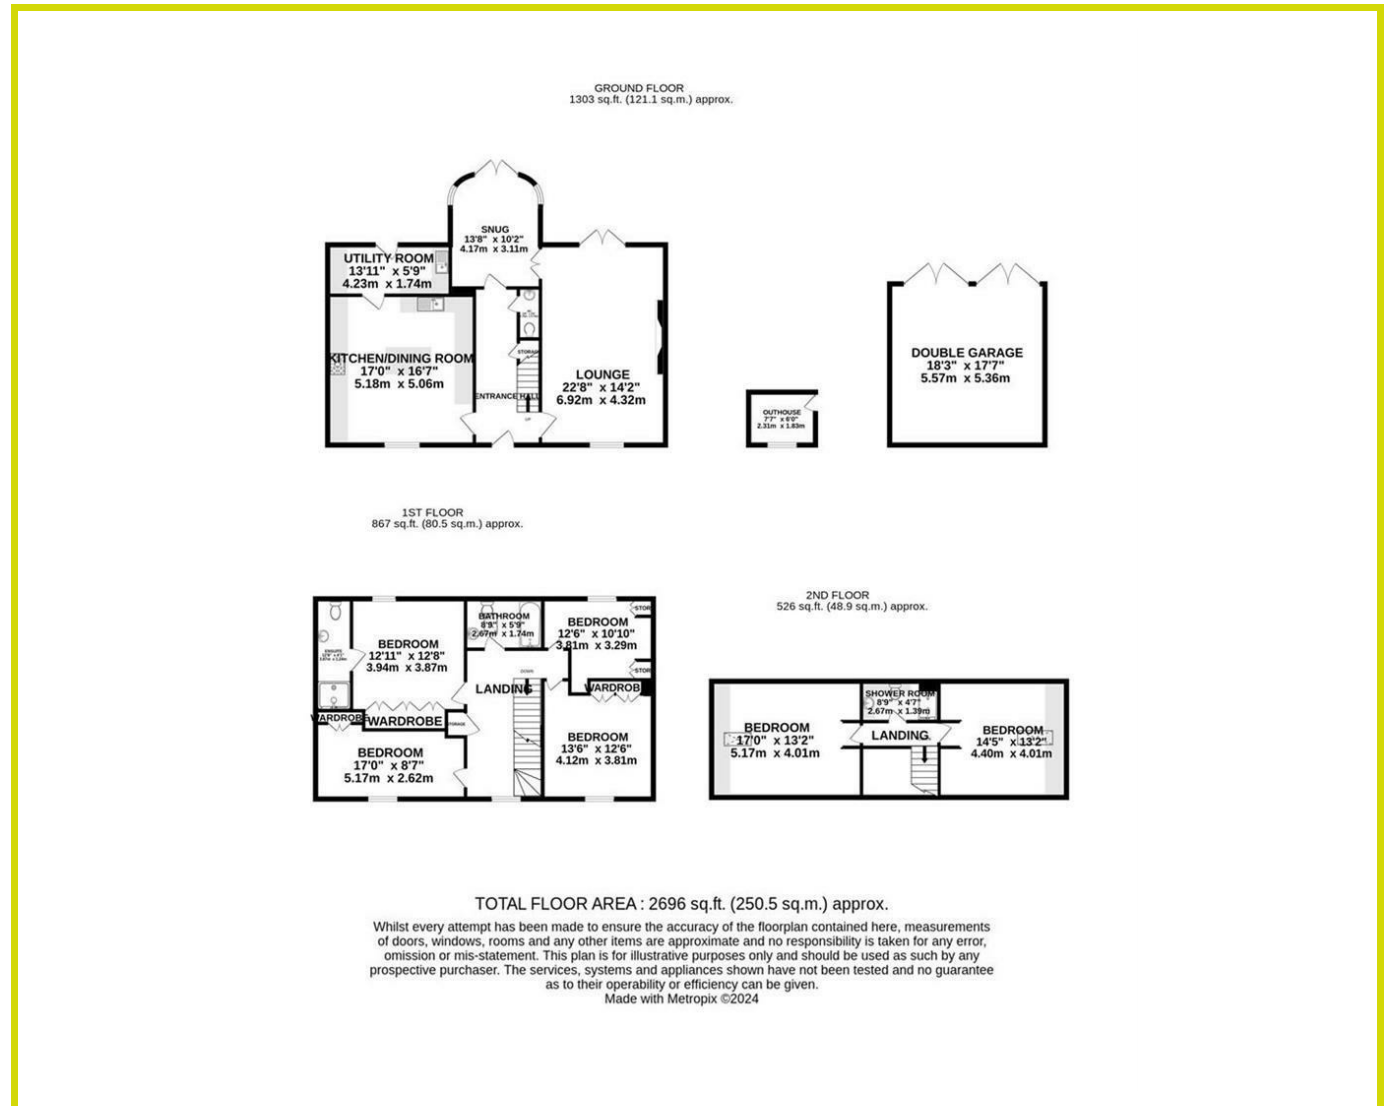 GROUND FLOOR
1303 sq.ft. (121.1 sq.m.) approx.
SNUG
13'8" x 10'2"
4.17m x 3.11m
UTILITY ROOM
13'11" x 5'9"
4.23m x 1.74m
KITCHEN/DINING ROOM
17'0" x 16'7"
5.18m x 5.06m
STORAGE
ENTRANCE HALL
UP
LOUNGE
22'8" x 14'2"
6.92m x 4.32m
OUTHOUSE
7'7" x 6'0"
2.31m x 1.83m
DOUBLE GARAGE
18'3" x 17'7"
5.57m x 5.36m
1ST FLOOR
867 sq.ft. (80.5 sq.m.) approx.
ENSUITE
BEDROOM
12'11" x 12'8"
3.94m x 3.87m
BATHROOM
8'9" x 5'9"
2.67m x 1.74m
BEDROOM
12'6" x 10'10"
3.81m x 3.29m
STOR
STOR
DOWN
LANDING
WARDROB
WARDROBE
WARDROBE
STORAGE
BEDROOM
17'0" x 8'7"
5.17m x 2.62m
BEDROOM
13'6" x 12'6"
4.12m x 3.81m
2ND FLOOR
526 sq.ft. (48.9 sq.m.) approx.
SHOWER ROOM
8'9" x 4'7"
2.67m x 1.39m
BEDROOM
17'0" x 13'2"
5.17m x 4.01m
LANDING
BEDROOM
14'5" x 13'2"
4.40m x 4.01m
TOTAL FLOOR AREA : 2696 sq.ft. (250.5 sq.m.) approx.
Whilst every attempt has been made to ensure the accuracy of the floorplan contained here, measurements
of doors, windows, rooms and any other items are approximate and no responsibility is taken for any error,
omission or mis-statement. This plan is for illustrative purposes only and should be used as such by any
prospective purchaser. The services, systems and appliances shown have not been tested and no guarantee
as to their operability or efficiency can be given.
Made with Metropix ©2024